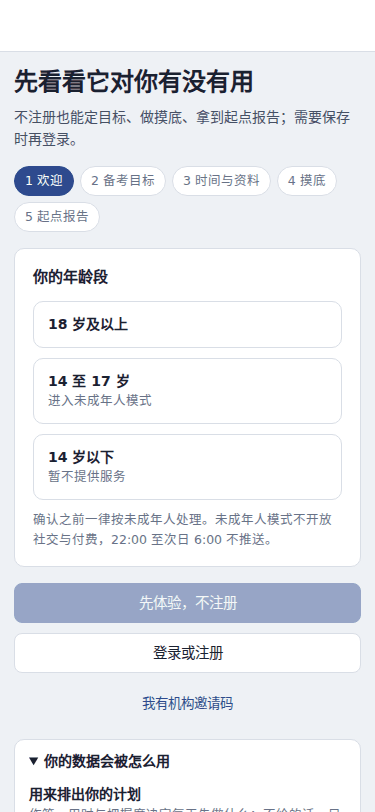 先看看它对你有没有用
不注册也能定目标、做摸底、拿到起点报告；需要保存
时再登录。
1 欢迎
2 备考目标
3 时间与资料
4 摸底
5 起点报告
你的年龄段
18 岁及以上
14 至 17 岁
进入未成年人模式
14 岁以下
暂不提供服务
确认之前一律按未成年人处理。未成年人模式不开放
社交与付费，22:00 至次日 6:00 不推送。
先体验，不注册
登录或注册
我有机构邀请码
▼ 你的数据会被怎么用
用来排出你的计划